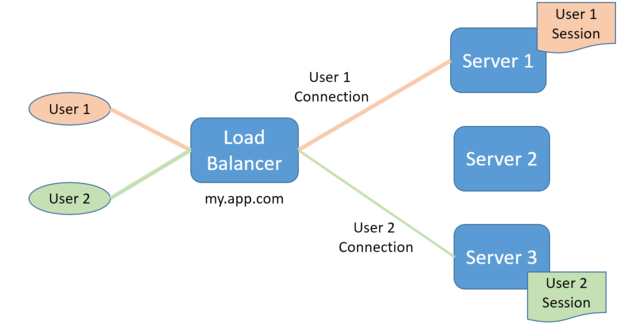 User 1
Session
Server 1
User 1
Connection
User 1
Load
Balancer
Server 2
User 2
my.app.com
User 2
Connection
Server 3
User 2
Session